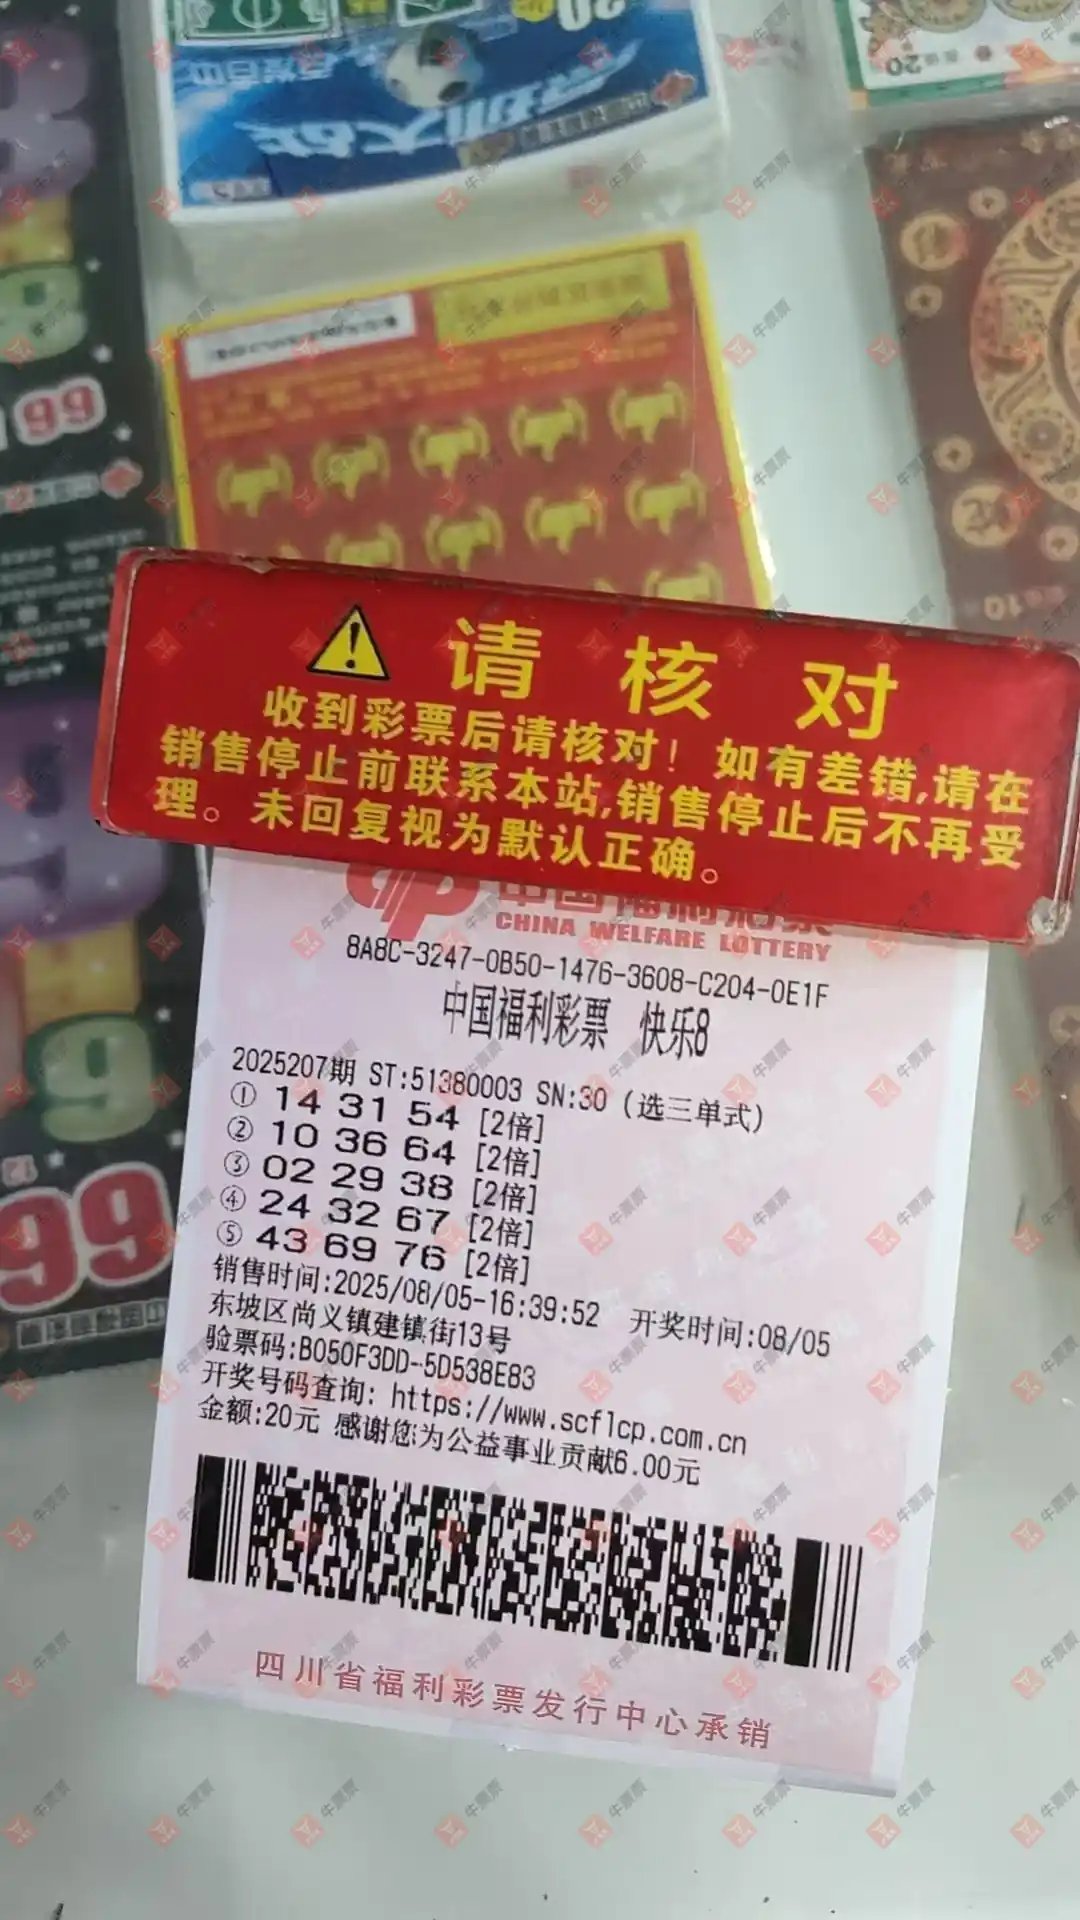 99
请 核 对
收到彩票后请核对！如有差错,请在
销售停止前联系本站,销售停止后不再受
理。未回复视为默认正确。
CHINA WELFARE LOTTERY
8A8C-3247-0B50-1476-3608-C204-0E1F
中国福利彩票 快乐8
2025207期 ST:51380003 SN:30 (选三单式)
① 14 31 54 [2倍]
② 10 36 64 [2倍]
③ 02 29 38 [2倍]
④ 24 32 67 [2倍]
⑤ 43 69 76 [2倍]
销售时间:2025/08/05-16:39:52 开奖时间:08/05
东坡区尚义镇建镇街13号
验票码:B050F3DD-5D538E83
开奖号码查询: https://www.scflcp.com.cn
金额:20元 感谢您为公益事业贡献6.00元
四川省福利彩票发行中心承销
99
牛票票